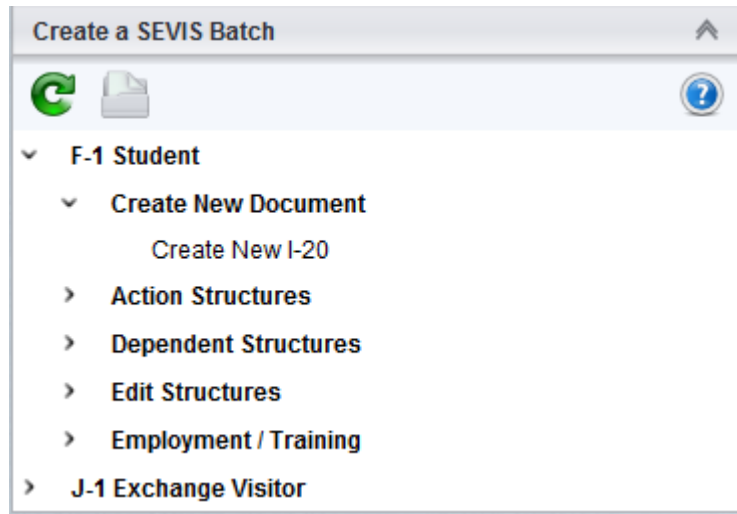 Create a SEVIS Batch
F-1 Student
Create New Document
Create New I-20
Action Structures
Dependent Structures
Edit Structures
Employment / Training
J-1 Exchange Visitor